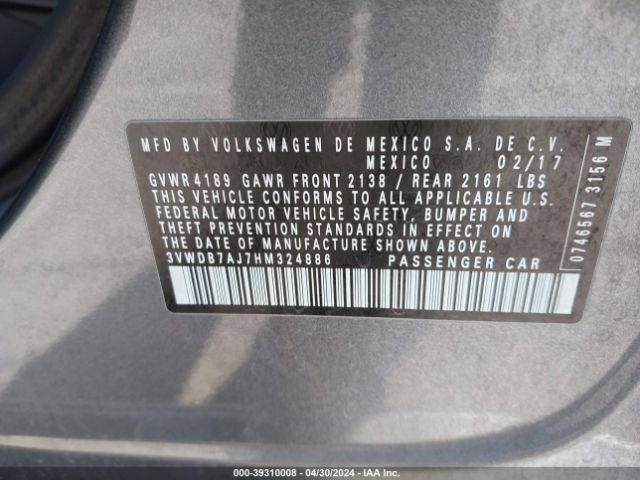 MFD BY VOLKSWAGEN DE MEXICO S.A. DE C.V.
MEXICO 02/17
GVWR 4189 GAWR FRONT 2138 / REAR 2161 LBS
THIS VEHICLE CONFORMS TO ALL APPLICABLE U.S.
FEDERAL MOTOR VEHICLE SAFETY, BUMPER AND
THEFT PREVENTION STANDARDS IN EFFECT ON
THE DATE OF MANUFACTURE SHOWN ABOVE.
3VWDB7AJ7HM324886 PASSENGER CAR
0746567 3156 M
000-39310008 - 04/30/2024 - IAA Inc.